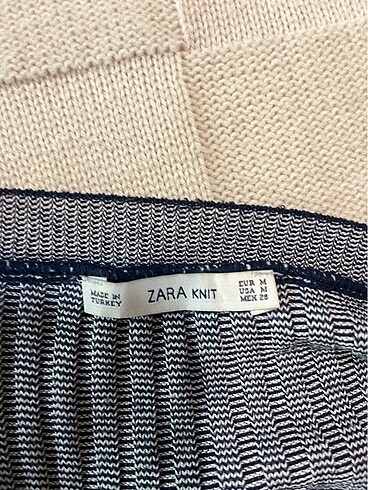 MADE IN
TURKEY
ZARA KNIT
EUR M
USA M
MEX 28